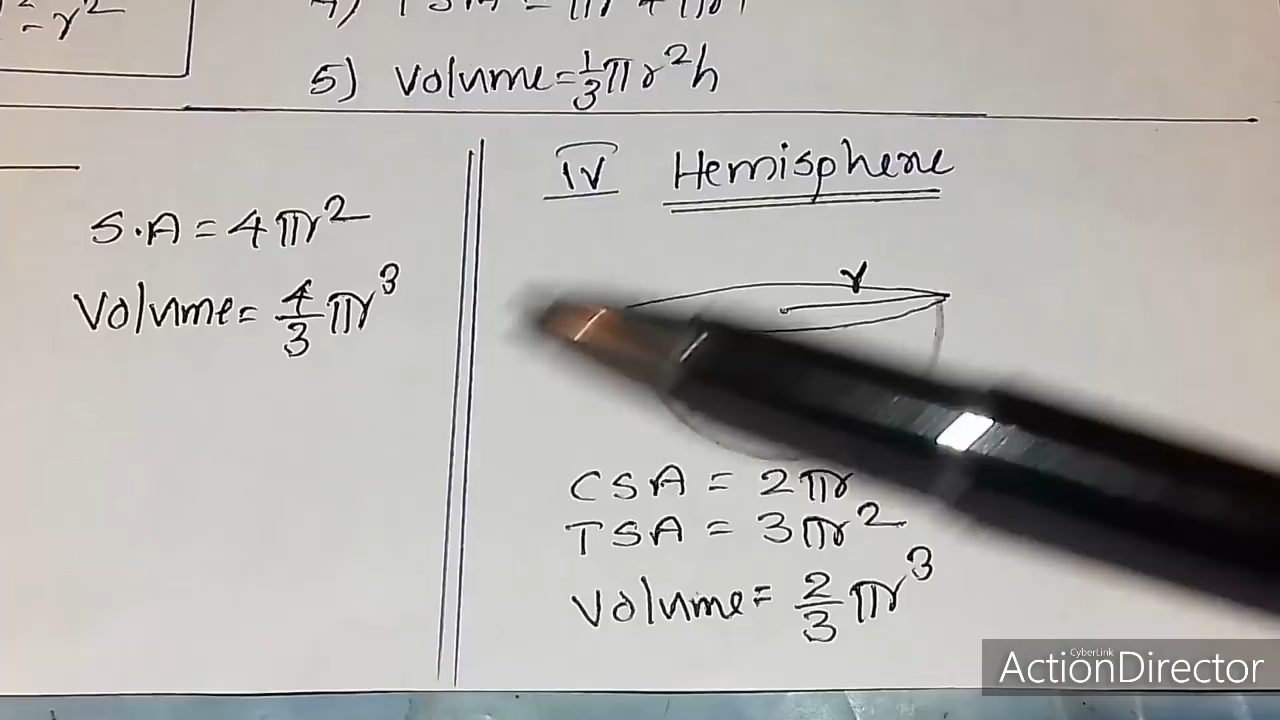 = r²
5) Volume = 1/3 πr²h
S.A = 4πr²
Volume = 4/3 πr³
IV Hemisphere
r
CSA = 2πr
TSA = 3πr²
Volume = 2/3 πr³
CyberLink
ActionDirector